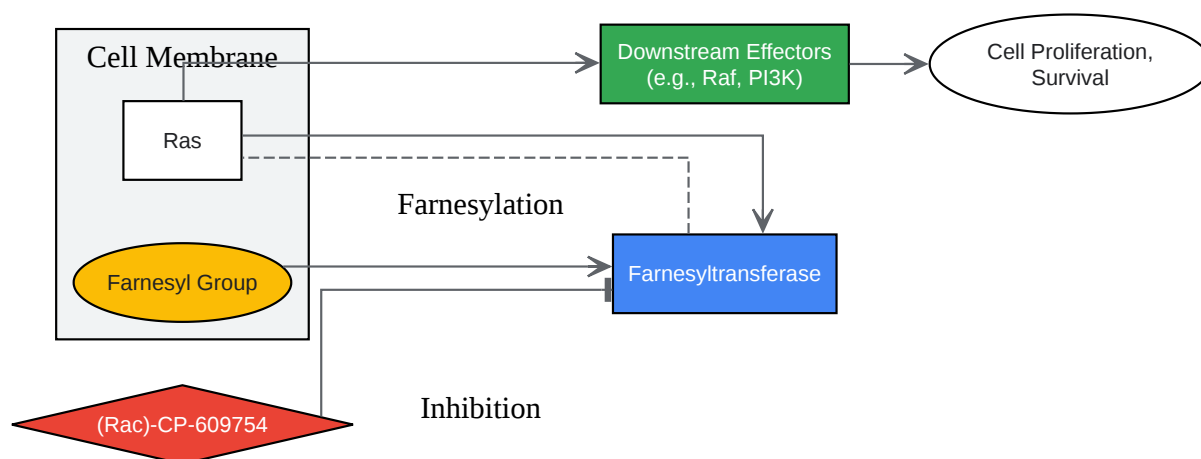 Cell Membrane
Downstream Effectors
(e.g., Raf, PI3K)
Cell Proliferation,
Survival
Ras
Farnesylation
Farnesyl Group
Farnesyltransferase
(Rac)-CP-609754
Inhibition